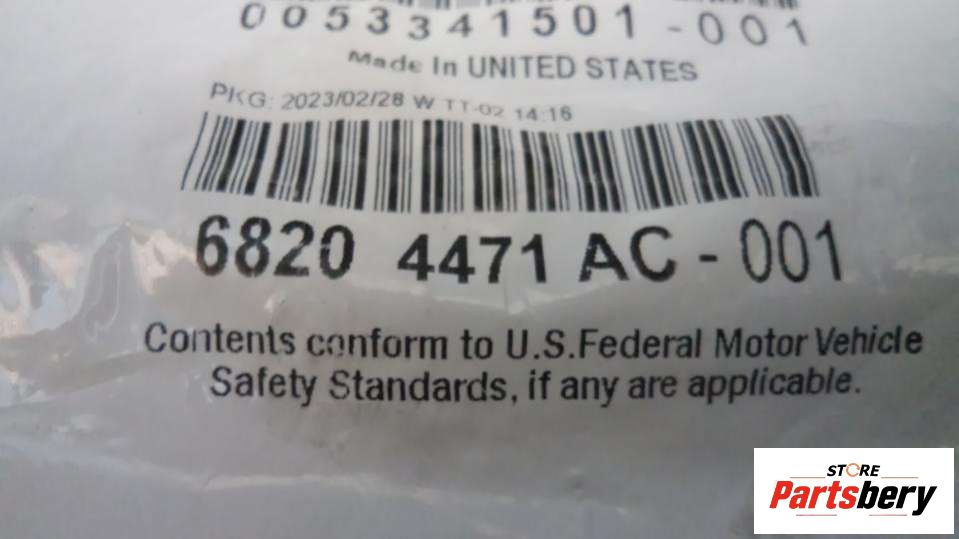 0053341501-001
Made In UNITED STATES
PKG: 2023/02/28 W TT-02 14:16
6820 4471 AC - 001
Contents conform to U.S.Federal Motor Vehicle
Safety Standards, if any are applicable.
STORE
Partsbery